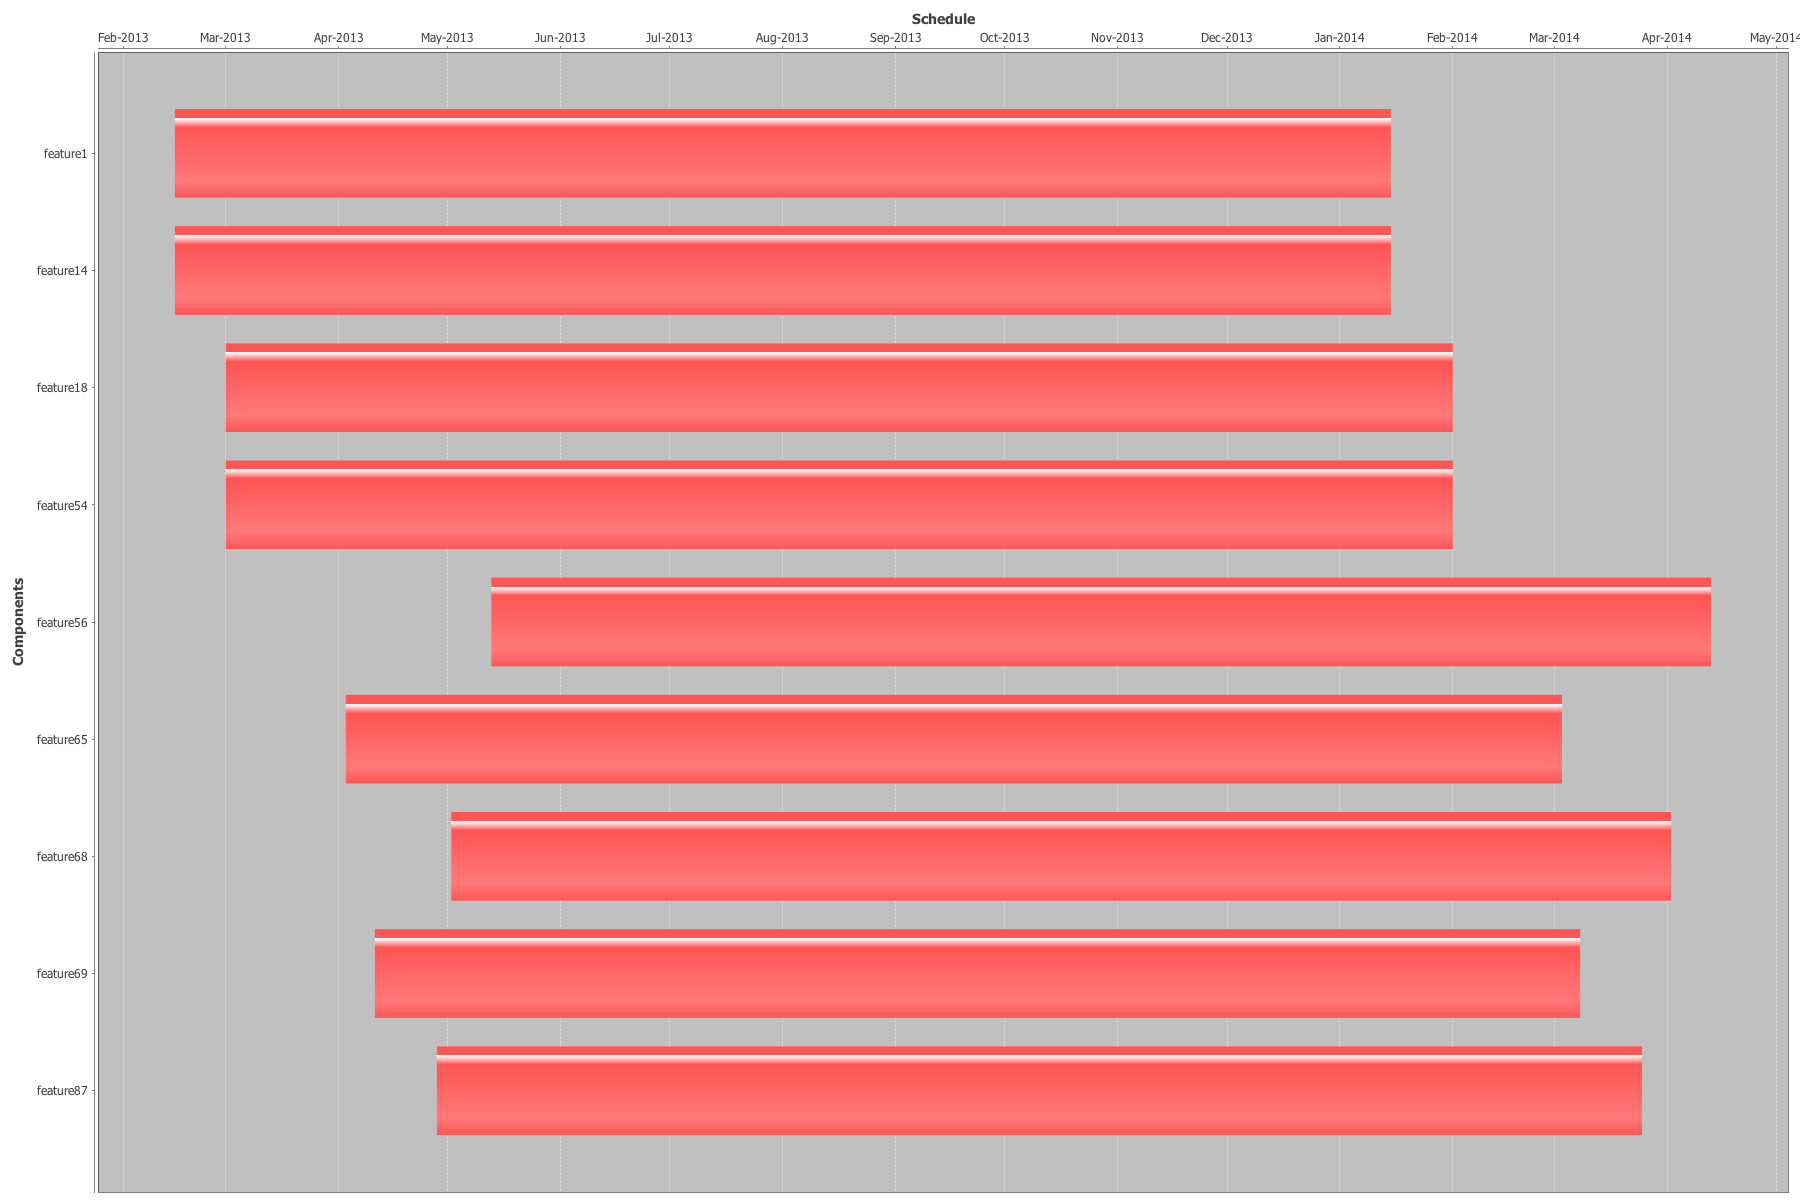 Schedule
Feb-2013 Mar-2013 Apr-2013 May-2013 Jun-2013 Jul-2013 Aug-2013 Sep-2013 Oct-2013 Nov-2013 Dec-2013 Jan-2014 Feb-2014 Mar-2014 Apr-2014 May-2014
feature1
feature14
feature18
feature54
feature56
Components
feature65
feature68
feature69
feature87